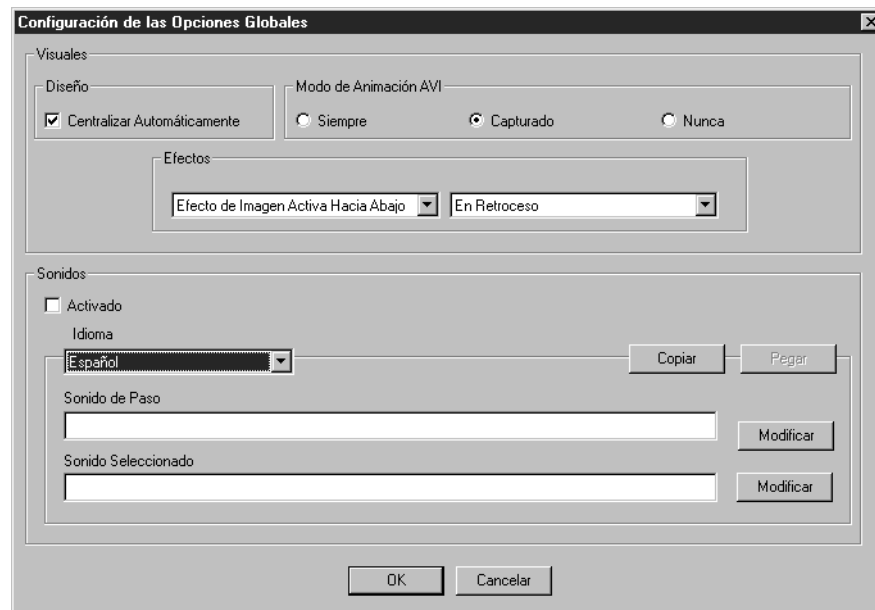 Configuración de las Opciones Globales
Visuales
Diseño
Modo de Animación AVI
Centralizar Automáticamente
Siempre
Capturado
Nunca
Efectos
Efecto de Imagen Activa Hacia Abajo
En Retroceso
Sonidos
Activado
Idioma
Español
Copiar
Pegar
Sonido de Paso
Modificar
Sonido Seleccionado
Modificar
OK
Cancelar